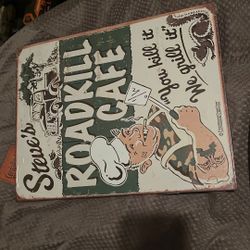 Steve's
ROADKILL
CAFE
"You kill it
We grill it"